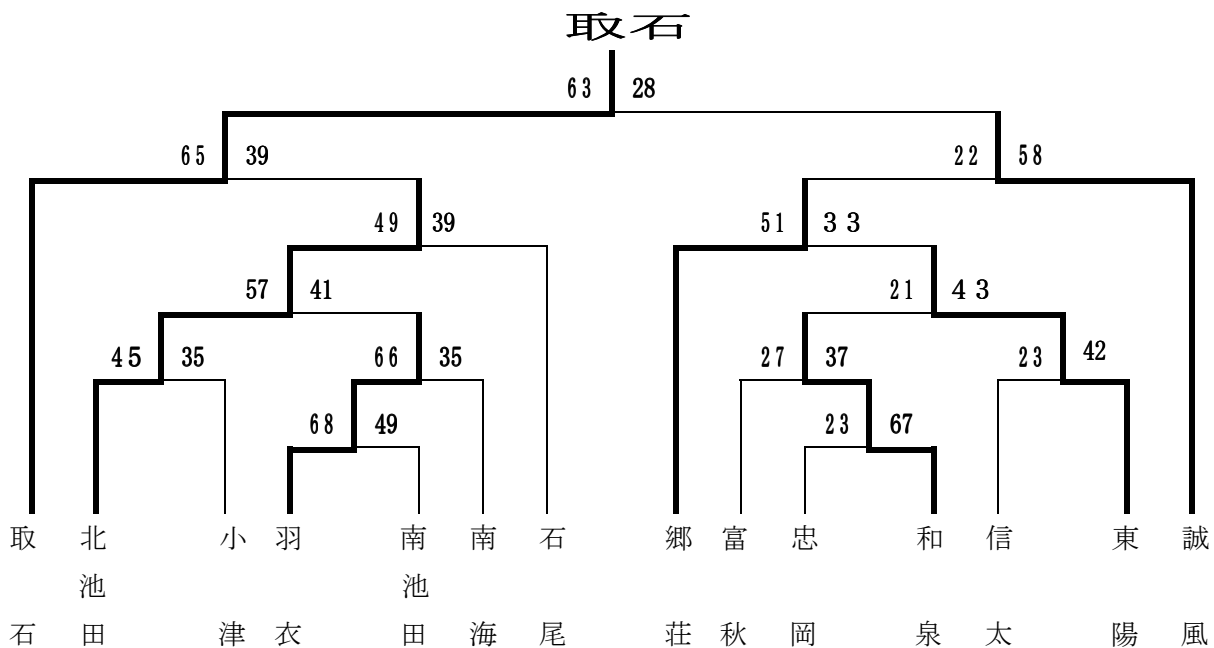 取石
63 28
65 39 22 58
49 39 51 33
57 41 21 43
45 35 66 35 27 37 23 42
68 49 23 67
取石
北池田
小津
羽衣
南池田
南海
石尾
郷荘
富秋
忠岡
和泉
信太
東陽
誠風